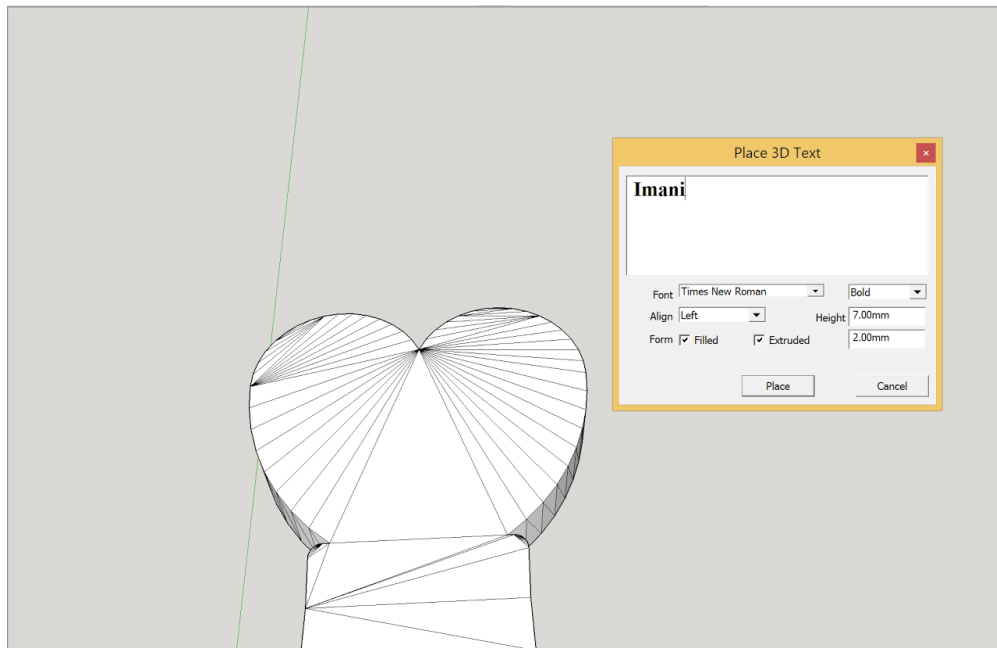 Place 3D Text
Imani
Font Times New Roman Bold
Align Left Height 7.00mm
Form Filled Extruded 2.00mm
Place Cancel